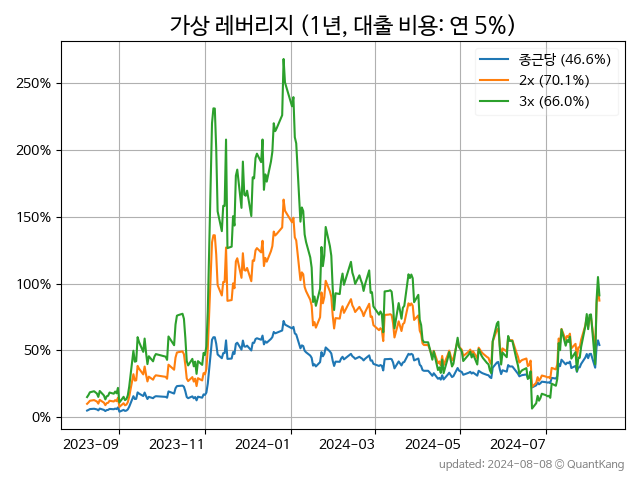 가상 레버리지 (1년, 대출 비용: 연 5%)
종근당 (46.6%)
2x (70.1%)
3x (66.0%)
250%
200%
150%
100%
50%
0%
2023-09 2023-11 2024-01 2024-03 2024-05 2024-07
updated: 2024-08-08 © QuantKang